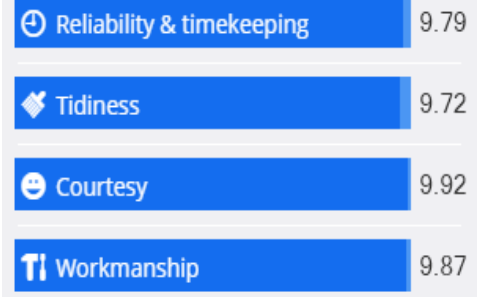 Reliability & timekeeping 9.79
Tidiness 9.72
Courtesy 9.92
Workmanship 9.87